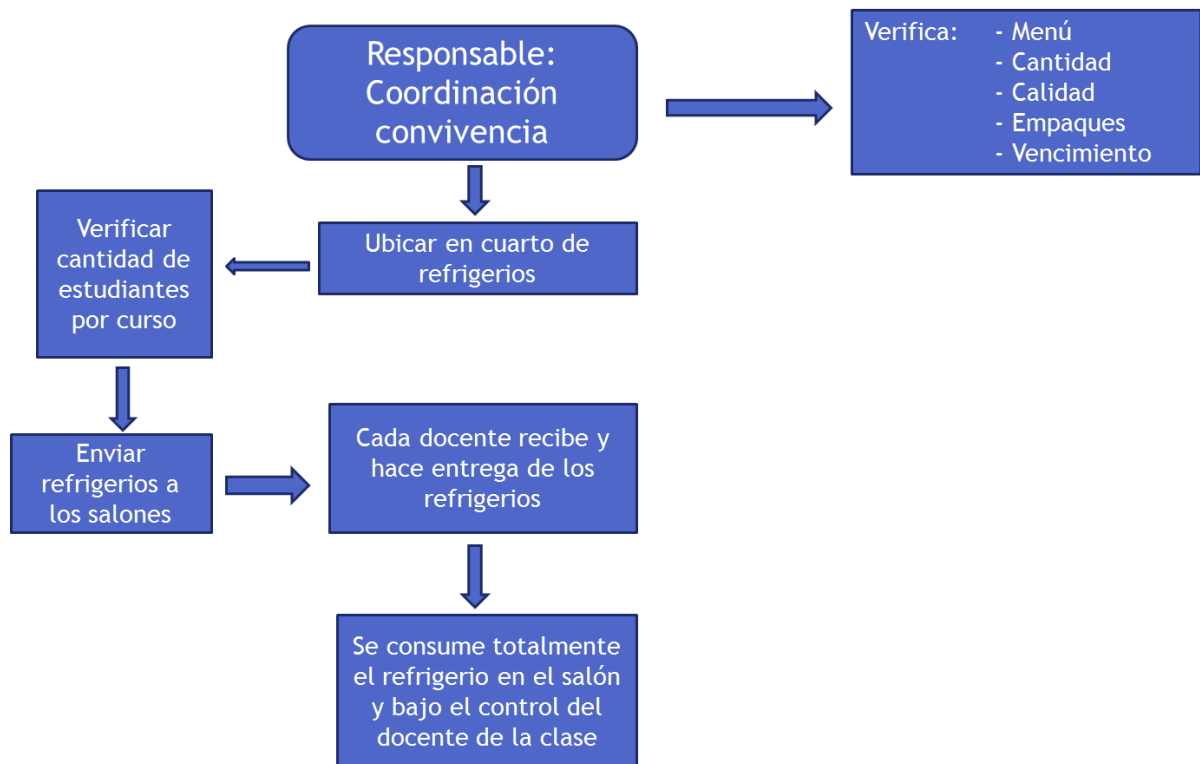 Responsable:
Coordinación
convivencia
Verifica: - Menú
- Cantidad
- Calidad
- Empaques
- Vencimiento
Ubicar en cuarto de
refrigerios
Verificar
cantidad de
estudiantes
por curso
Enviar
refrigerios a
los salones
Cada docente recibe y
hace entrega de los
refrigerios
Se consume totalmente
el refrigerio en el salón
y bajo el control del
docente de la clase